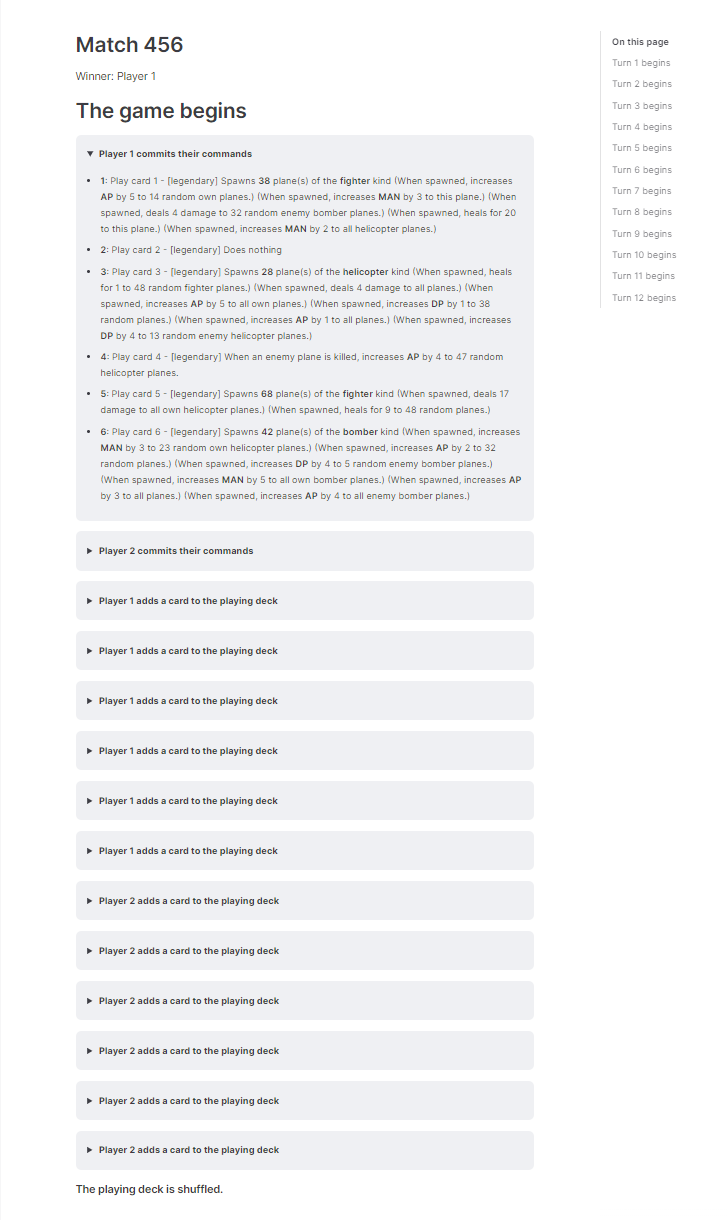 Match 456
Winner: Player 1
The game begins
Player 1 commits their commands
1: Play card 1 - [legendary] Spawns 38 plane(s) of the fighter kind (When spawned, increases
AP by 5 to 14 random own planes.) (When spawned, increases MAN by 3 to this plane.) (When
spawned, deals 4 damage to 32 random enemy bomber planes.) (When spawned, heals for 20
to this plane.) (When spawned, increases MAN by 2 to all helicopter planes.)
2: Play card 2 - [legendary] Does nothing
3: Play card 3 - [legendary] Spawns 28 plane(s) of the helicopter kind (When spawned, heals
for 1 to 48 random fighter planes.) (When spawned, deals 4 damage to all planes.) (When
spawned, increases AP by 5 to all own planes.) (When spawned, increases DP by 1 to 38
random planes.) (When spawned, increases AP by 1 to all planes.) (When spawned, increases
DP by 4 to 13 random enemy helicopter planes.)
4: Play card 4 - [legendary] When an enemy plane is killed, increases AP by 4 to 47 random
helicopter planes.
5: Play card 5 - [legendary] Spawns 68 plane(s) of the fighter kind (When spawned, deals 17
damage to all own helicopter planes.) (When spawned, heals for 9 to 48 random planes.)
6: Play card 6 - [legendary] Spawns 42 plane(s) of the bomber kind (When spawned, increases
MAN by 3 to 23 random own helicopter planes.) (When spawned, increases AP by 2 to 32
random planes.) (When spawned, increases DP by 4 to 5 random enemy bomber planes.)
(When spawned, increases MAN by 5 to all own bomber planes.) (When spawned, increases AP
by 3 to all planes.) (When spawned, increases AP by 4 to all enemy bomber planes.)
Player 2 commits their commands
Player 1 adds a card to the playing deck
Player 1 adds a card to the playing deck
Player 1 adds a card to the playing deck
Player 1 adds a card to the playing deck
Player 1 adds a card to the playing deck
Player 1 adds a card to the playing deck
Player 2 adds a card to the playing deck
Player 2 adds a card to the playing deck
Player 2 adds a card to the playing deck
Player 2 adds a card to the playing deck
Player 2 adds a card to the playing deck
Player 2 adds a card to the playing deck
The playing deck is shuffled.
On this page
Turn 1 begins
Turn 2 begins
Turn 3 begins
Turn 4 begins
Turn 5 begins
Turn 6 begins
Turn 7 begins
Turn 8 begins
Turn 9 begins
Turn 10 begins
Turn 11 begins
Turn 12 begins